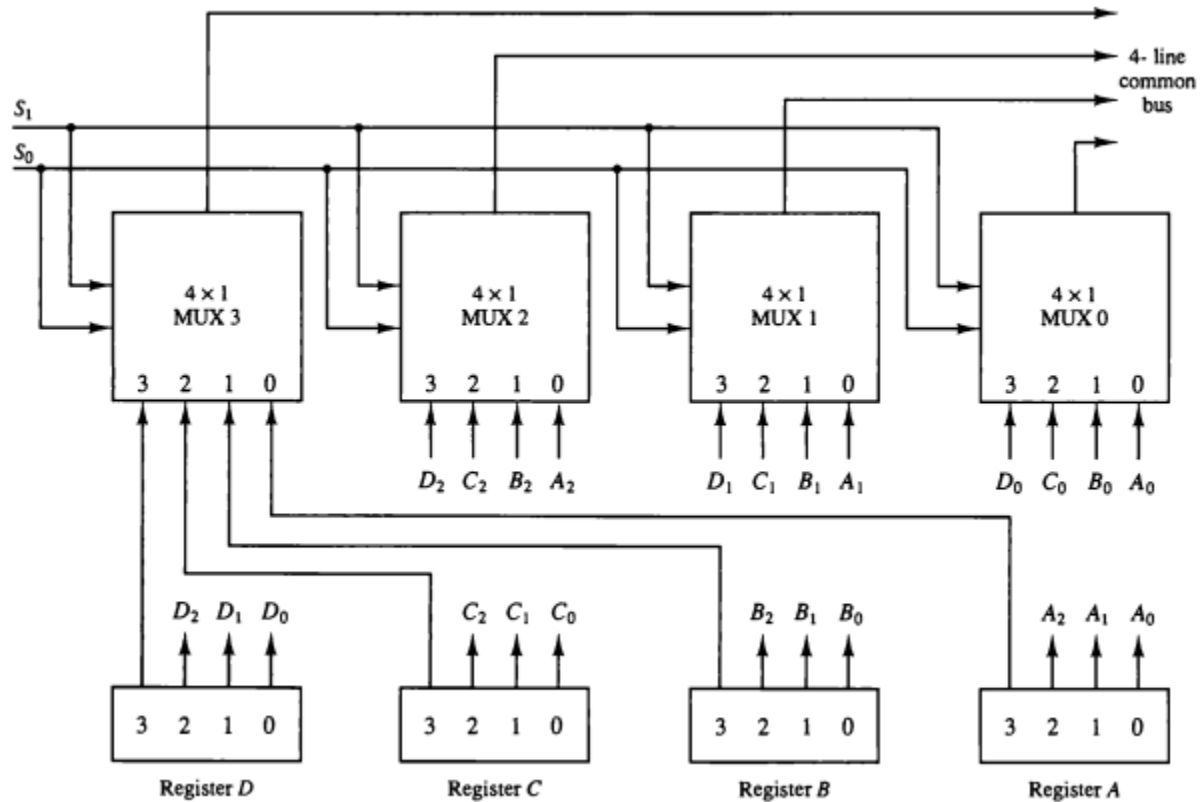 4- line
common
bus
S₁
S₀
4 × 1
MUX 3
4 × 1
MUX 2
4 × 1
MUX 1
4 × 1
MUX 0
3 2 1 0
3 2 1 0
3 2 1 0
3 2 1 0
D₂ C₂ B₂ A₂
D₁ C₁ B₁ A₁
D₀ C₀ B₀ A₀
D₂ D₁ D₀
C₂ C₁ C₀
B₂ B₁ B₀
A₂ A₁ A₀
3 2 1 0
3 2 1 0
3 2 1 0
3 2 1 0
Register D
Register C
Register B
Register A